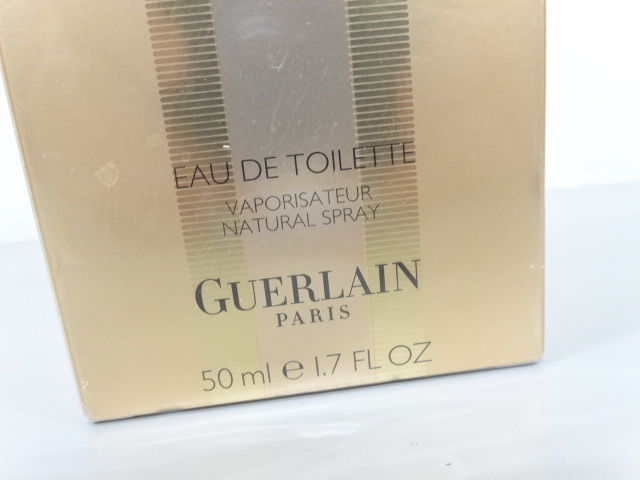 EAU DE TOILETTE
VAPORISATEUR
NATURAL SPRAY
GUERLAIN
PARIS
50 ml e 1.7 FL OZ